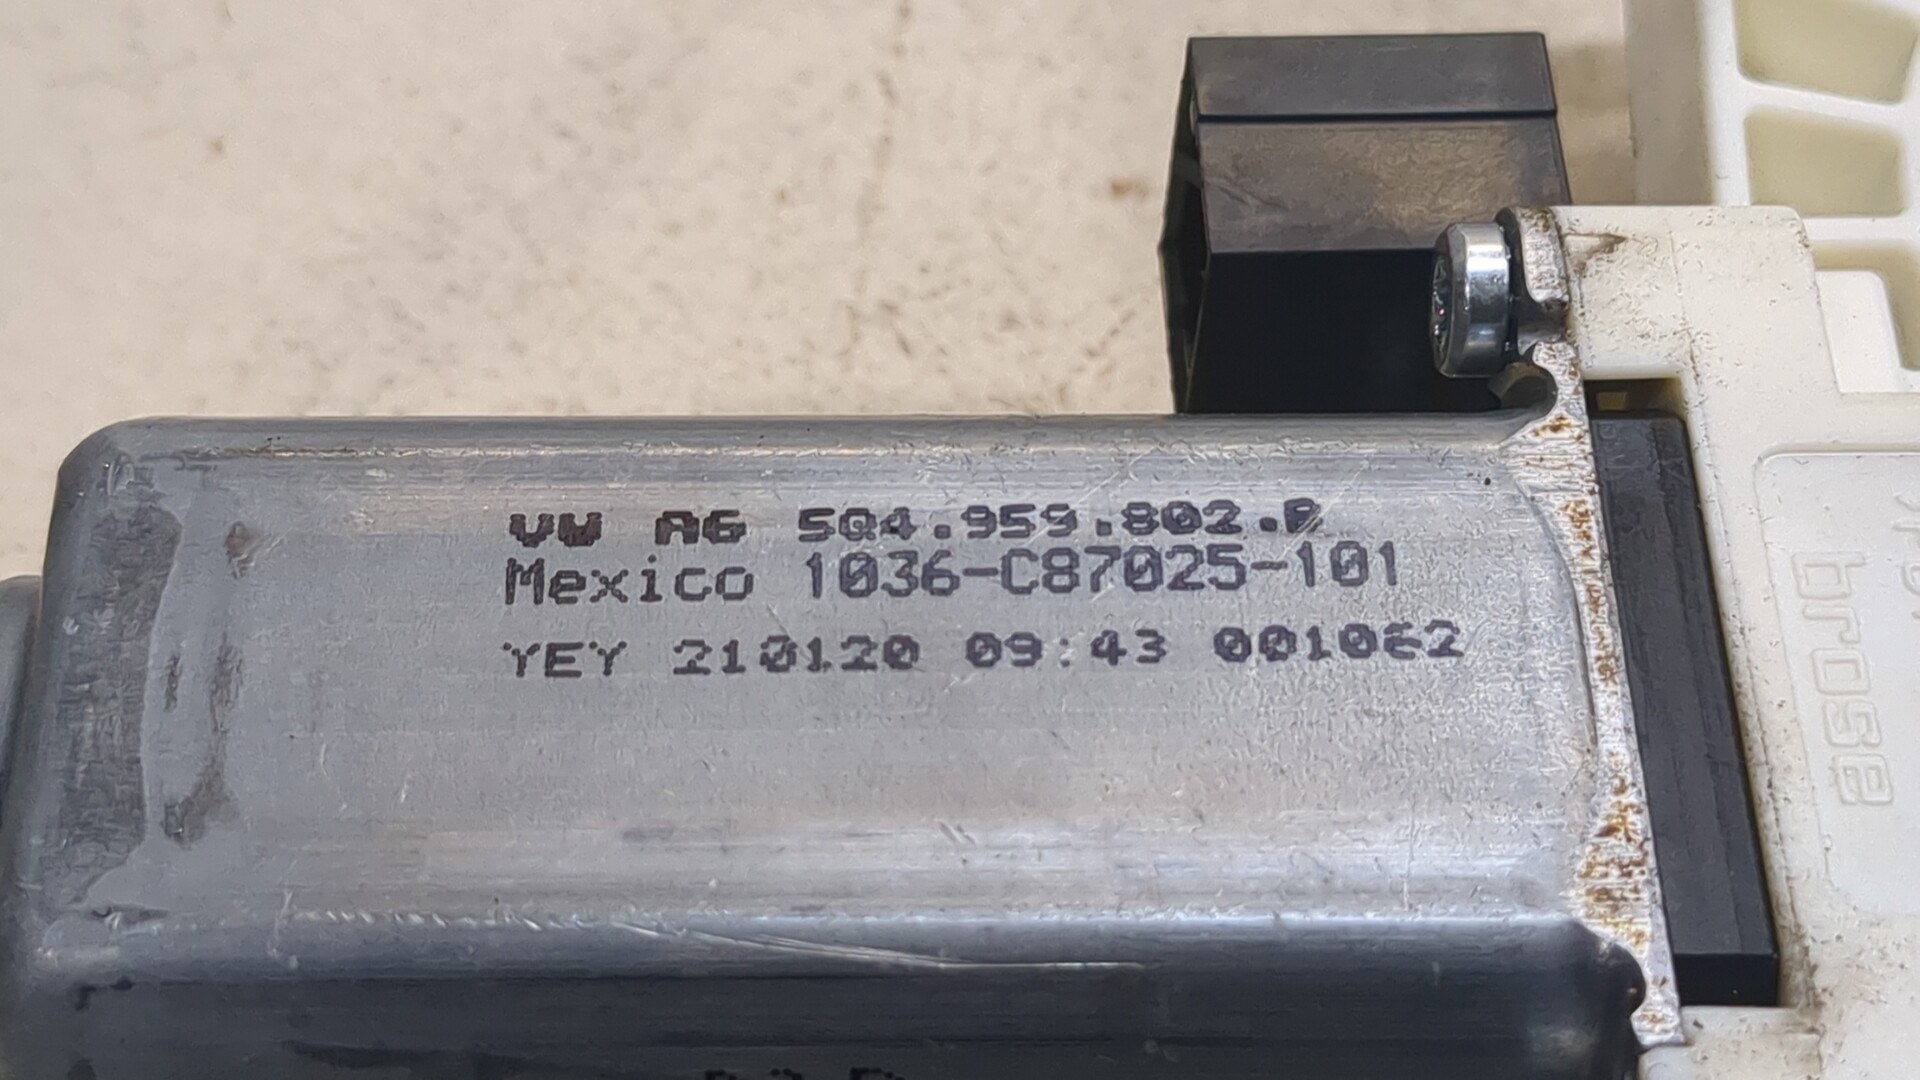 VW AG 5Q4.959.802.B
Mexico 1036-C87025-101
YEY 210120 09:43 001062
brose